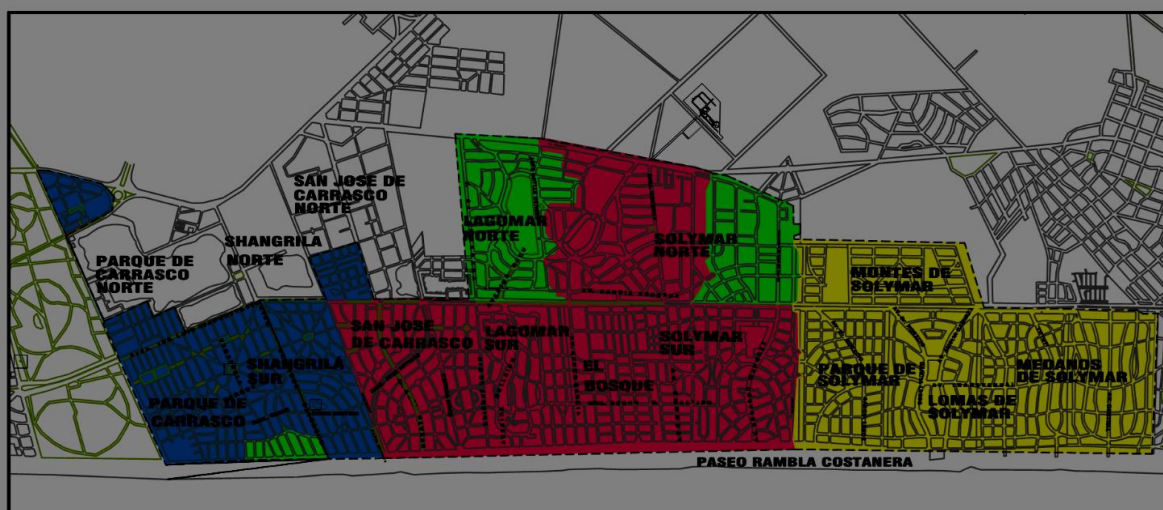 SAN JOSE DE
CARRASCO
NORTE
SHANGRILA
NORTE
PARQUE DE
CARRASCO
NORTE
LAGOMAR
NORTE
SOLYMAR
NORTE
MONTES DE
SOLYMAR
SAN JOSE
DE CARRASCO
LAGOMAR
SUR
EL
BOSQUE
SOLYMAR
SUR
SHANGRILA
SUR
PARQUE DE
CARRASCO
PARQUE DE
SOLYMAR
MEDANOS
DE SOLYMAR
LOMAS DE
SOLYMAR
PASEO RAMBLA COSTANERA